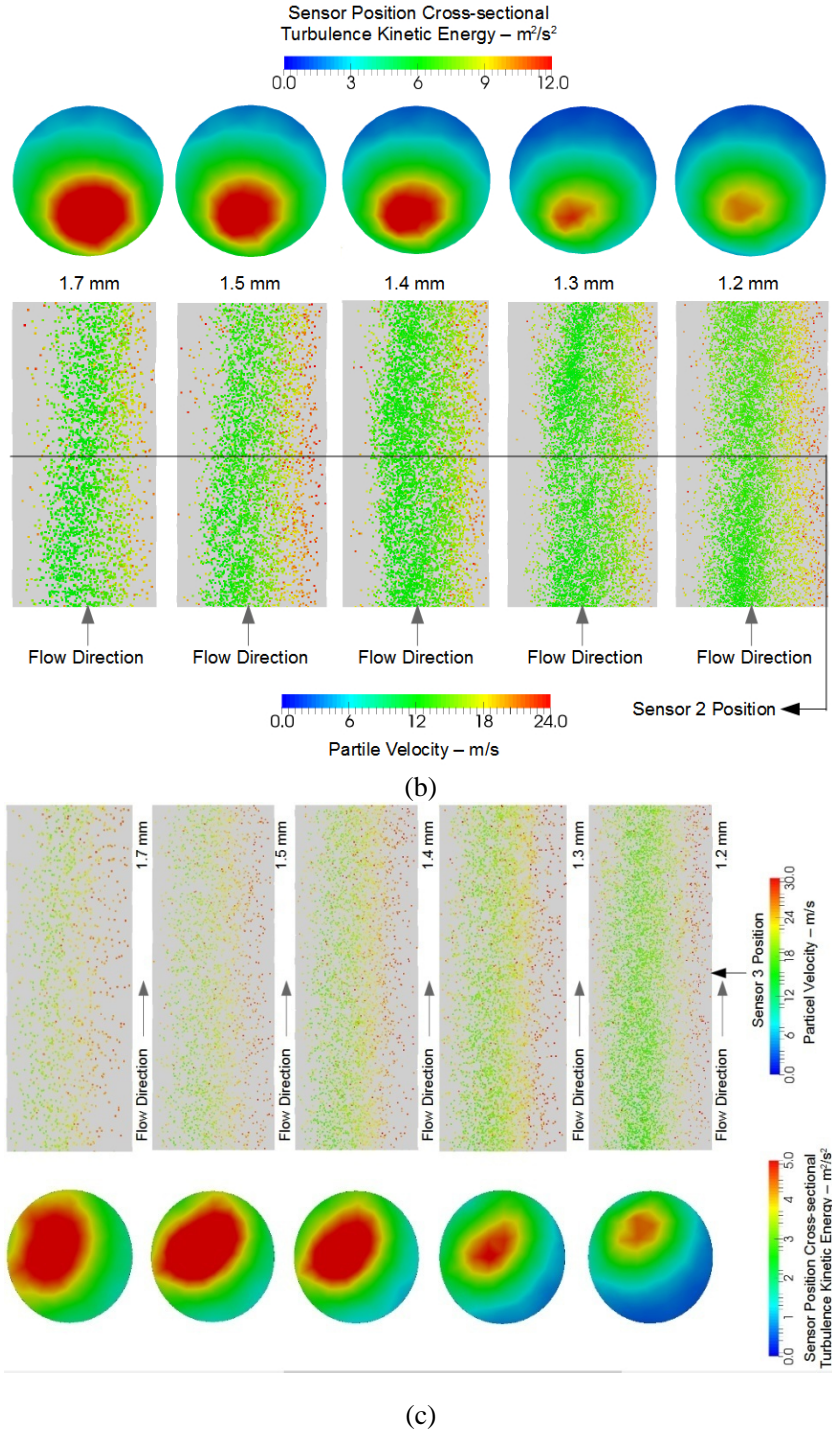 Sensor Position Cross-sectional
Turbulence Kinetic Energy – m²/s²
0.0 3 6 9 12.0
1.7 mm 1.5 mm 1.4 mm 1.3 mm 1.2 mm
Flow Direction Flow Direction Flow Direction Flow Direction Flow Direction
0.0 6 12 18 24.0
Sensor 2 Position
Partile Velocity – m/s
(b)
1.7 mm
Flow Direction
1.5 mm
Flow Direction
1.4 mm
Flow Direction
1.3 mm
Flow Direction
1.2 mm
Flow Direction
Sensor 3 Position
0.0 6 12 18 24 30.0
Particel Velocity – m/s
0.0 1 2 3 4 5.0
Sensor Position Cross-sectional
Turbulence Kinetic Energy – m²/s²
(c)